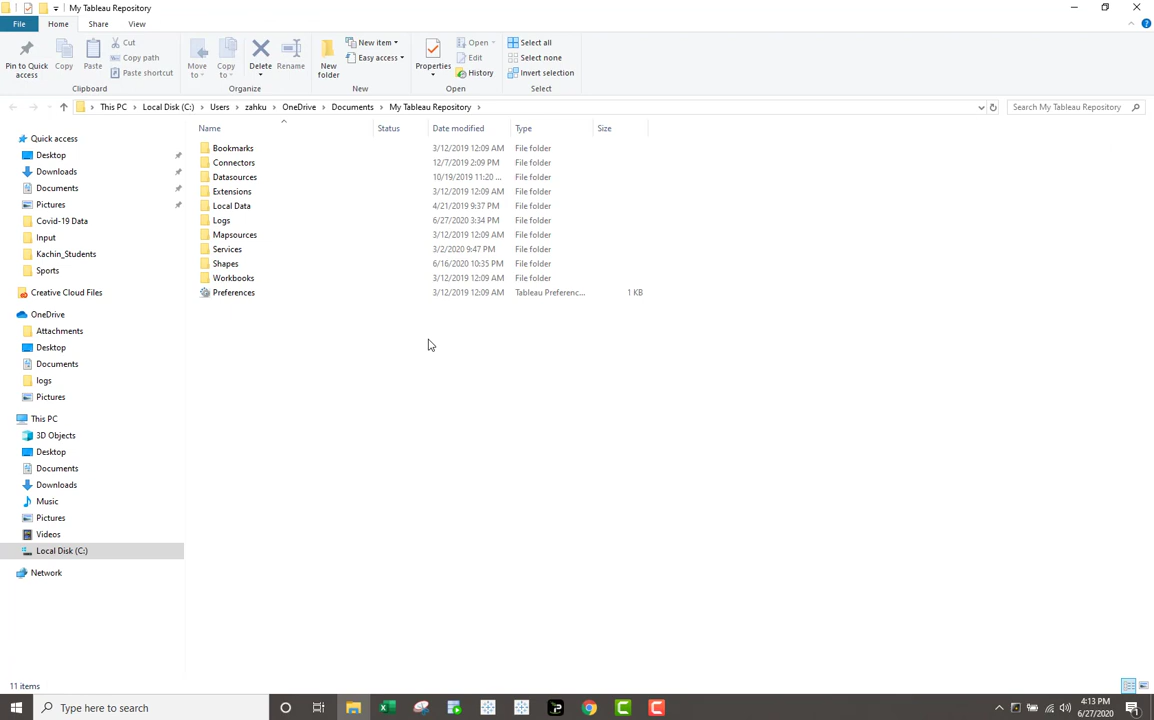 My Tableau Repository
File Home Share View
Pin to Quick access
Copy
Paste
Cut
Copy path
Paste shortcut
Clipboard
Move to
Copy to
Delete
Rename
Organize
New folder
New item
Easy access
New
Properties
Open
Edit
History
Open
Select all
Select none
Invert selection
Select
This PC > Local Disk (C:) > Users > zahku > OneDrive > Documents > My Tableau Repository >
Search My Tableau Repository
Name Status Date modified Type Size
Bookmarks 3/12/2019 12:09 AM File folder
Connectors 12/7/2019 2:09 PM File folder
Datasources 10/19/2019 11:20 ... File folder
Extensions 3/12/2019 12:09 AM File folder
Local Data 4/21/2019 9:37 PM File folder
Logs 6/27/2020 3:34 PM File folder
Mapsources 3/12/2019 12:09 AM File folder
Services 3/2/2020 9:47 PM File folder
Shapes 6/16/2020 10:35 PM File folder
Workbooks 3/12/2019 12:09 AM File folder
Preferences 3/12/2019 12:09 AM Tableau Preferenc... 1 KB
Quick access
Desktop
Downloads
Documents
Pictures
Covid-19 Data
Input
Kachin_Students
Sports
Creative Cloud Files
OneDrive
Attachments
Desktop
Documents
logs
Pictures
This PC
3D Objects
Desktop
Documents
Downloads
Music
Pictures
Videos
Local Disk (C:)
Network
11 items
Type here to search
4:13 PM
6/27/2020